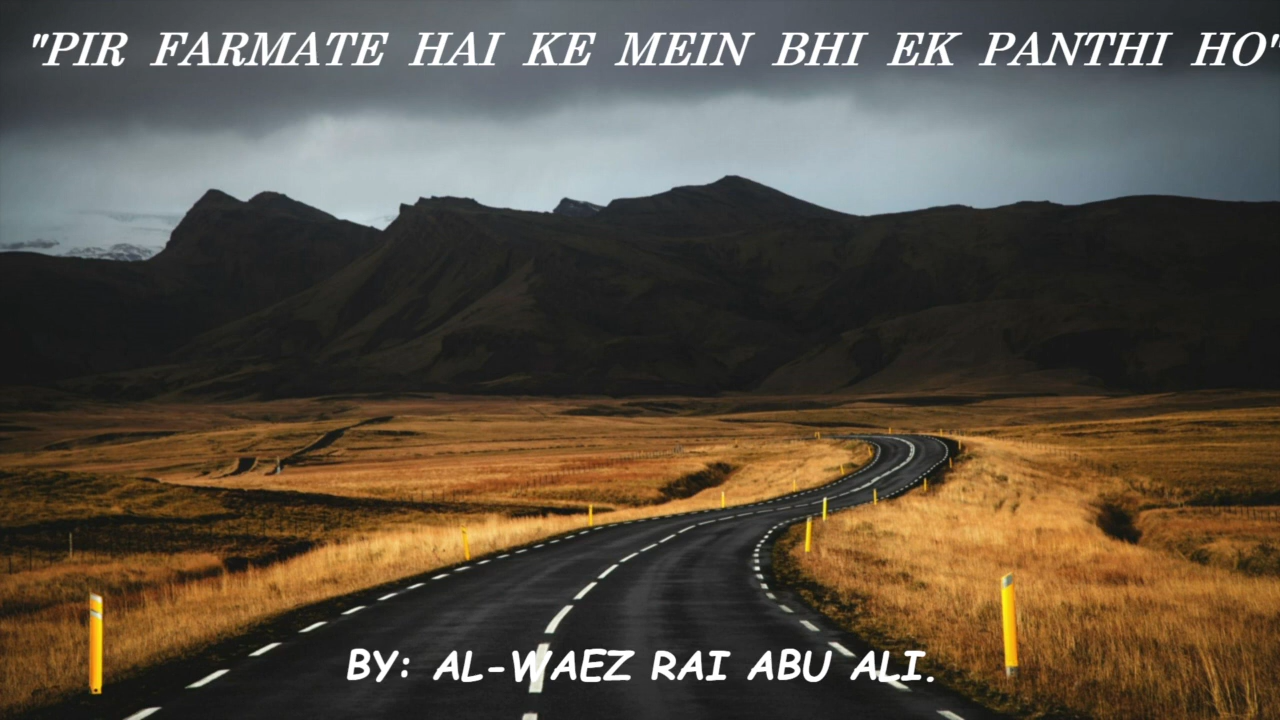 "PIR FARMATE HAI KE MEIN BHI EK PANTHI HO"
BY: AL-WAEZ RAI ABU ALI.